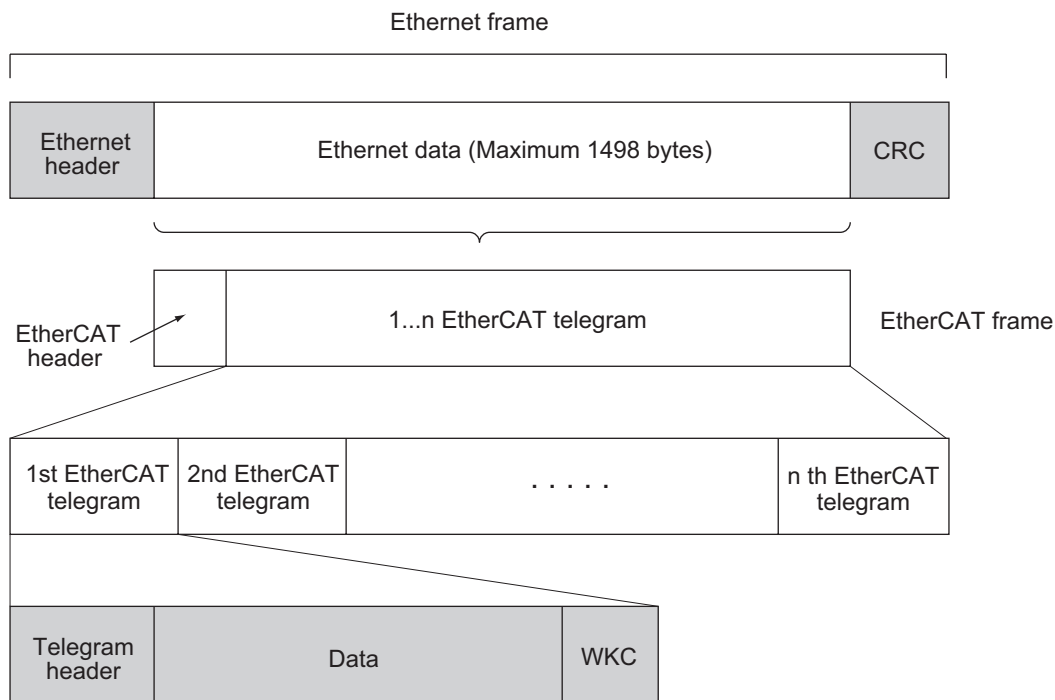 Ethernet frame
Ethernet
header
Ethernet data (Maximum 1498 bytes)
CRC
EtherCAT
header
1...n EtherCAT telegram
EtherCAT frame
1st EtherCAT
telegram
2nd EtherCAT
telegram
. . . . .
n th EtherCAT
telegram
Telegram
header
Data
WKC